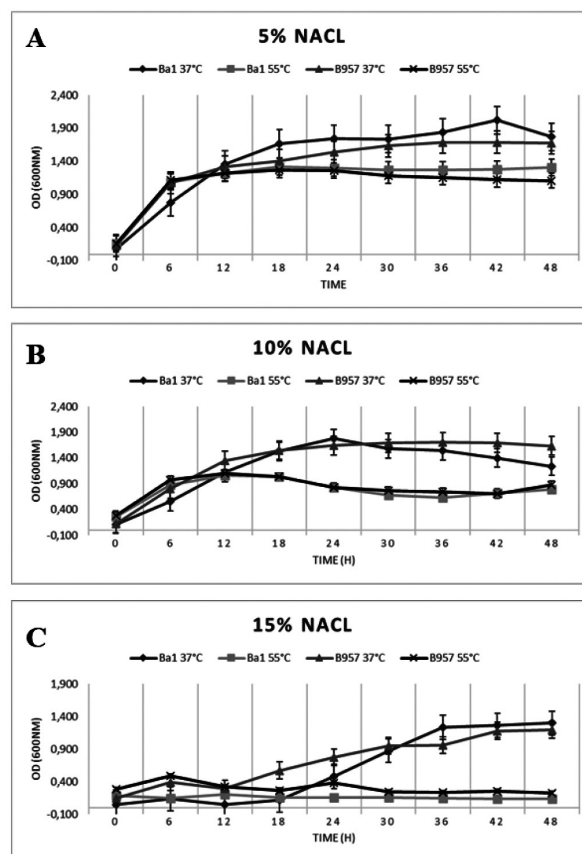 A
5% NACL
Ba1 37°C Ba1 55°C B957 37°C B957 55°C
OD (600NM)
2,400
1,900
1,400
0,900
0,400
-0,100
0 6 12 18 24 30 36 42 48
TIME
B
10% NACL
Ba1 37°C Ba1 55°C B957 37°C B957 55°C
OD (600NM)
2,400
1,900
1,400
0,900
0,400
-0,100
0 6 12 18 24 30 36 42 48
TIME (H)
C
15% NACL
Ba1 37°C Ba1 55°C B957 37°C B957 55°C
OD (600NM)
1,900
1,400
0,900
0,400
-0,100
0 6 12 18 24 30 36 42 48
TIME (H)